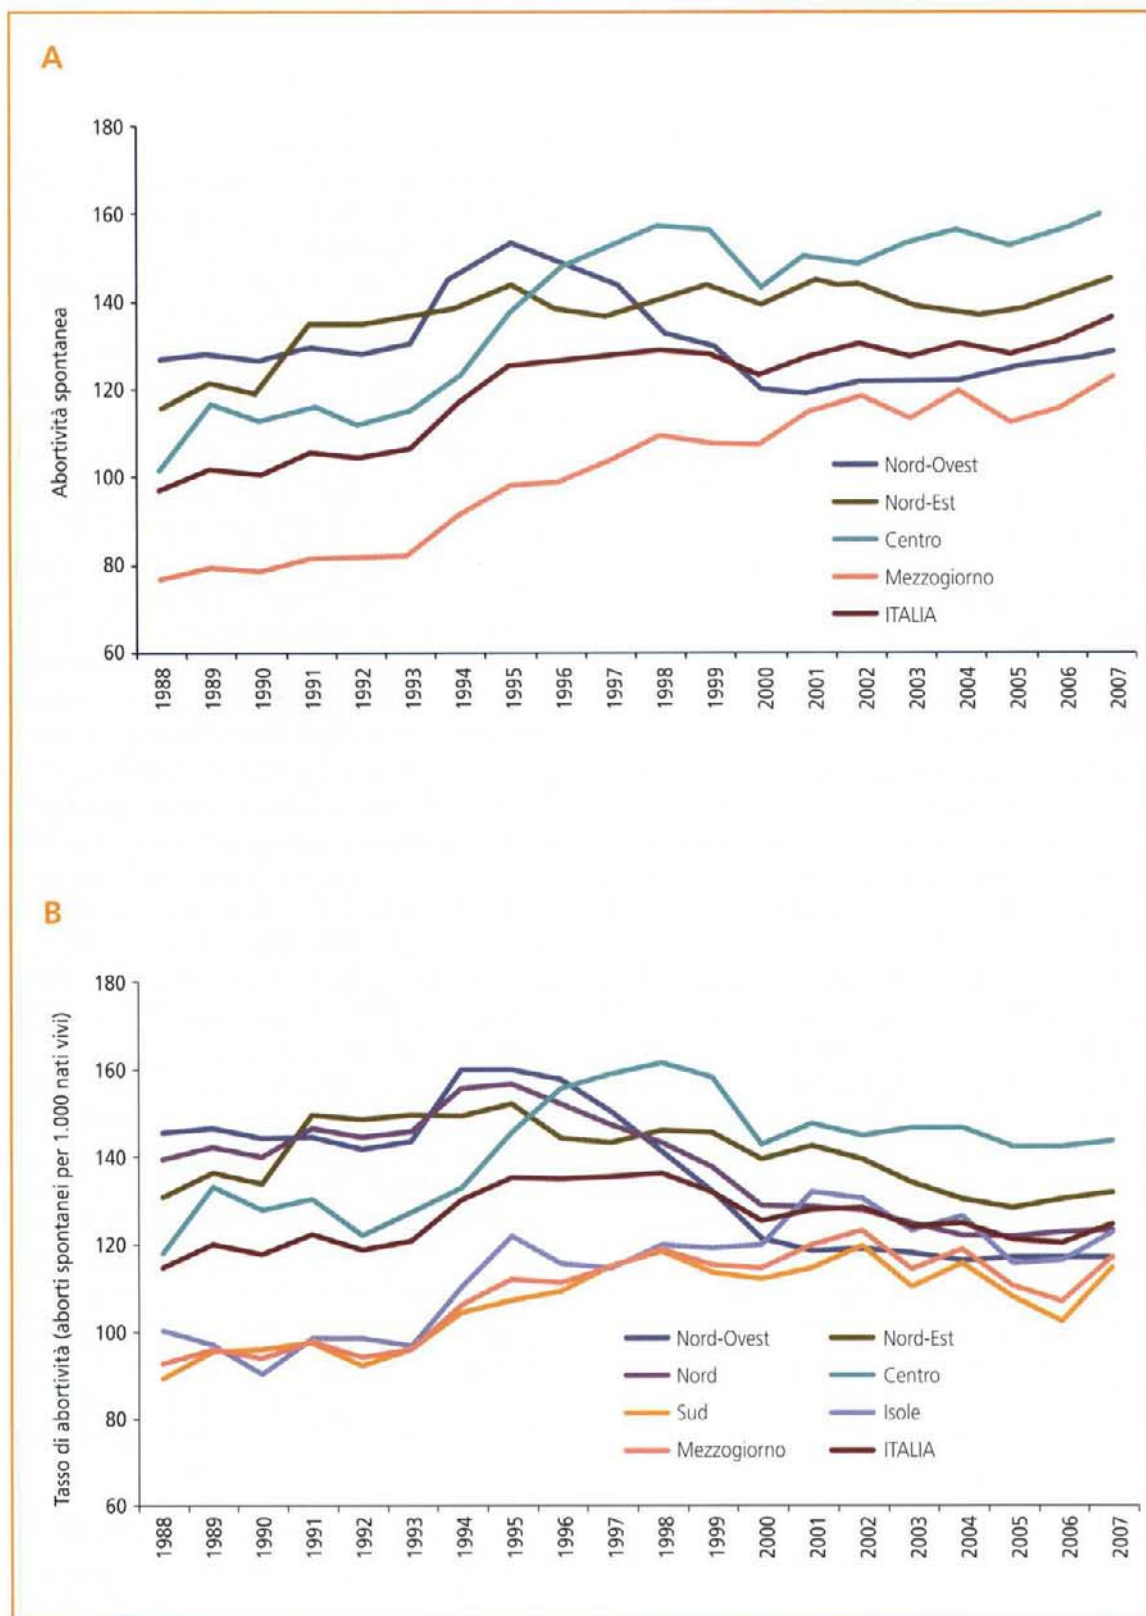 A
180
160
140
120
100
80
60
Abortività spontanea
Nord-Ovest
Nord-Est
Centro
Mezzogiorno
ITALIA
1988 1989 1990 1991 1992 1993 1994 1995 1996 1997 1998 1999 2000 2001 2002 2003 2004 2005 2006 2007
B
180
160
140
120
100
80
60
Tasso di abortività (aborti spontanei per 1.000 nati vivi)
Nord-Ovest Nord-Est
Nord Centro
Sud Isole
Mezzogiorno ITALIA
1988 1989 1990 1991 1992 1993 1994 1995 1996 1997 1998 1999 2000 2001 2002 2003 2004 2005 2006 2007